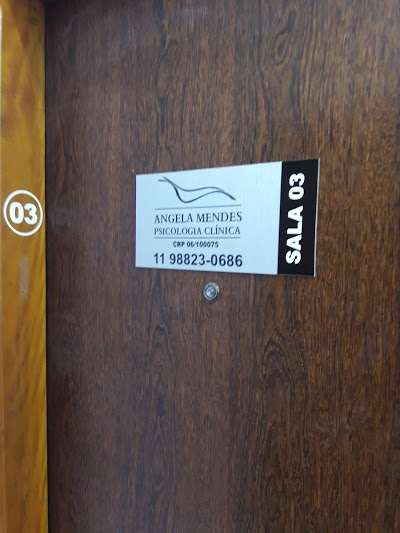 03
ANGELA MENDES
PSICOLOGIA CLÍNICA
CRP 06/100075
11 98823-0686
SALA 03